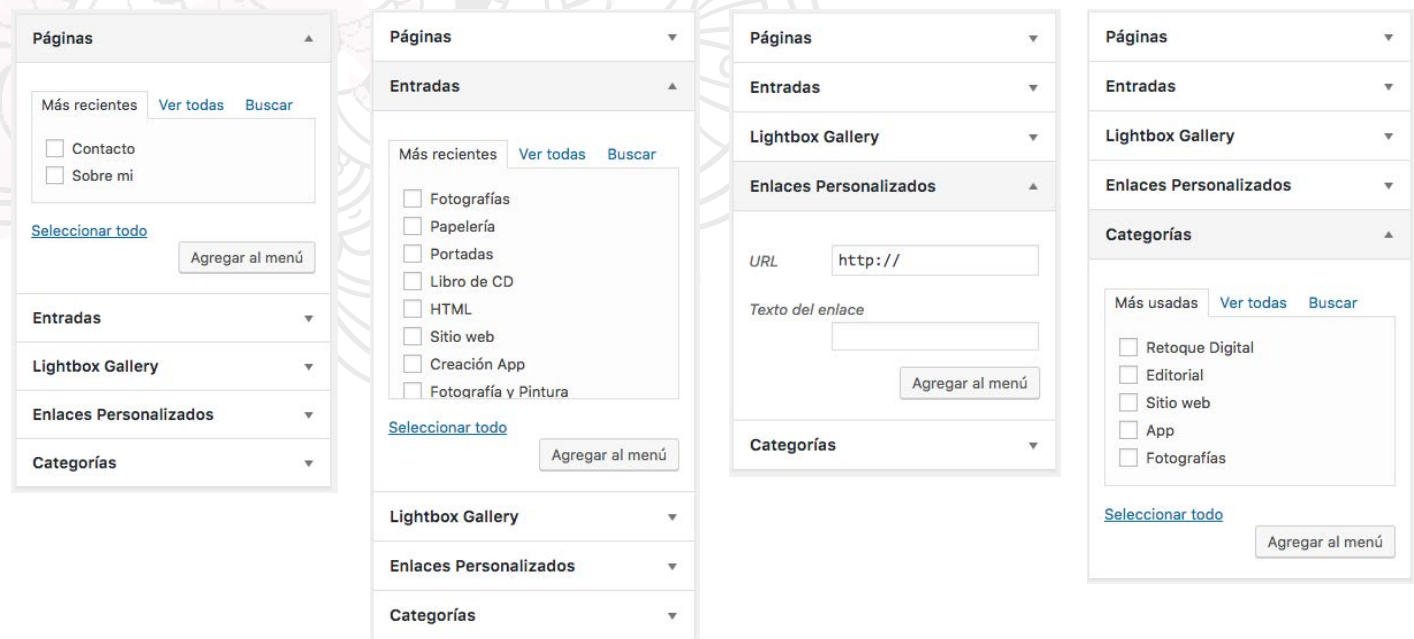 Páginas
Más recientes Ver todas Buscar
Contacto
Sobre mi
Seleccionar todo
Agregar al menú
Entradas
Lightbox Gallery
Enlaces Personalizados
Categorías
Páginas
Entradas
Más recientes Ver todas Buscar
Fotografías
Papelería
Portadas
Libro de CD
HTML
Sitio web
Creación App
Fotografía y Pintura
Seleccionar todo
Agregar al menú
Lightbox Gallery
Enlaces Personalizados
Categorías
Páginas
Entradas
Lightbox Gallery
Enlaces Personalizados
URL http://
Texto del enlace
Agregar al menú
Categorías
Páginas
Entradas
Lightbox Gallery
Enlaces Personalizados
Categorías
Más usadas Ver todas Buscar
Retoque Digital
Editorial
Sitio web
App
Fotografías
Seleccionar todo
Agregar al menú